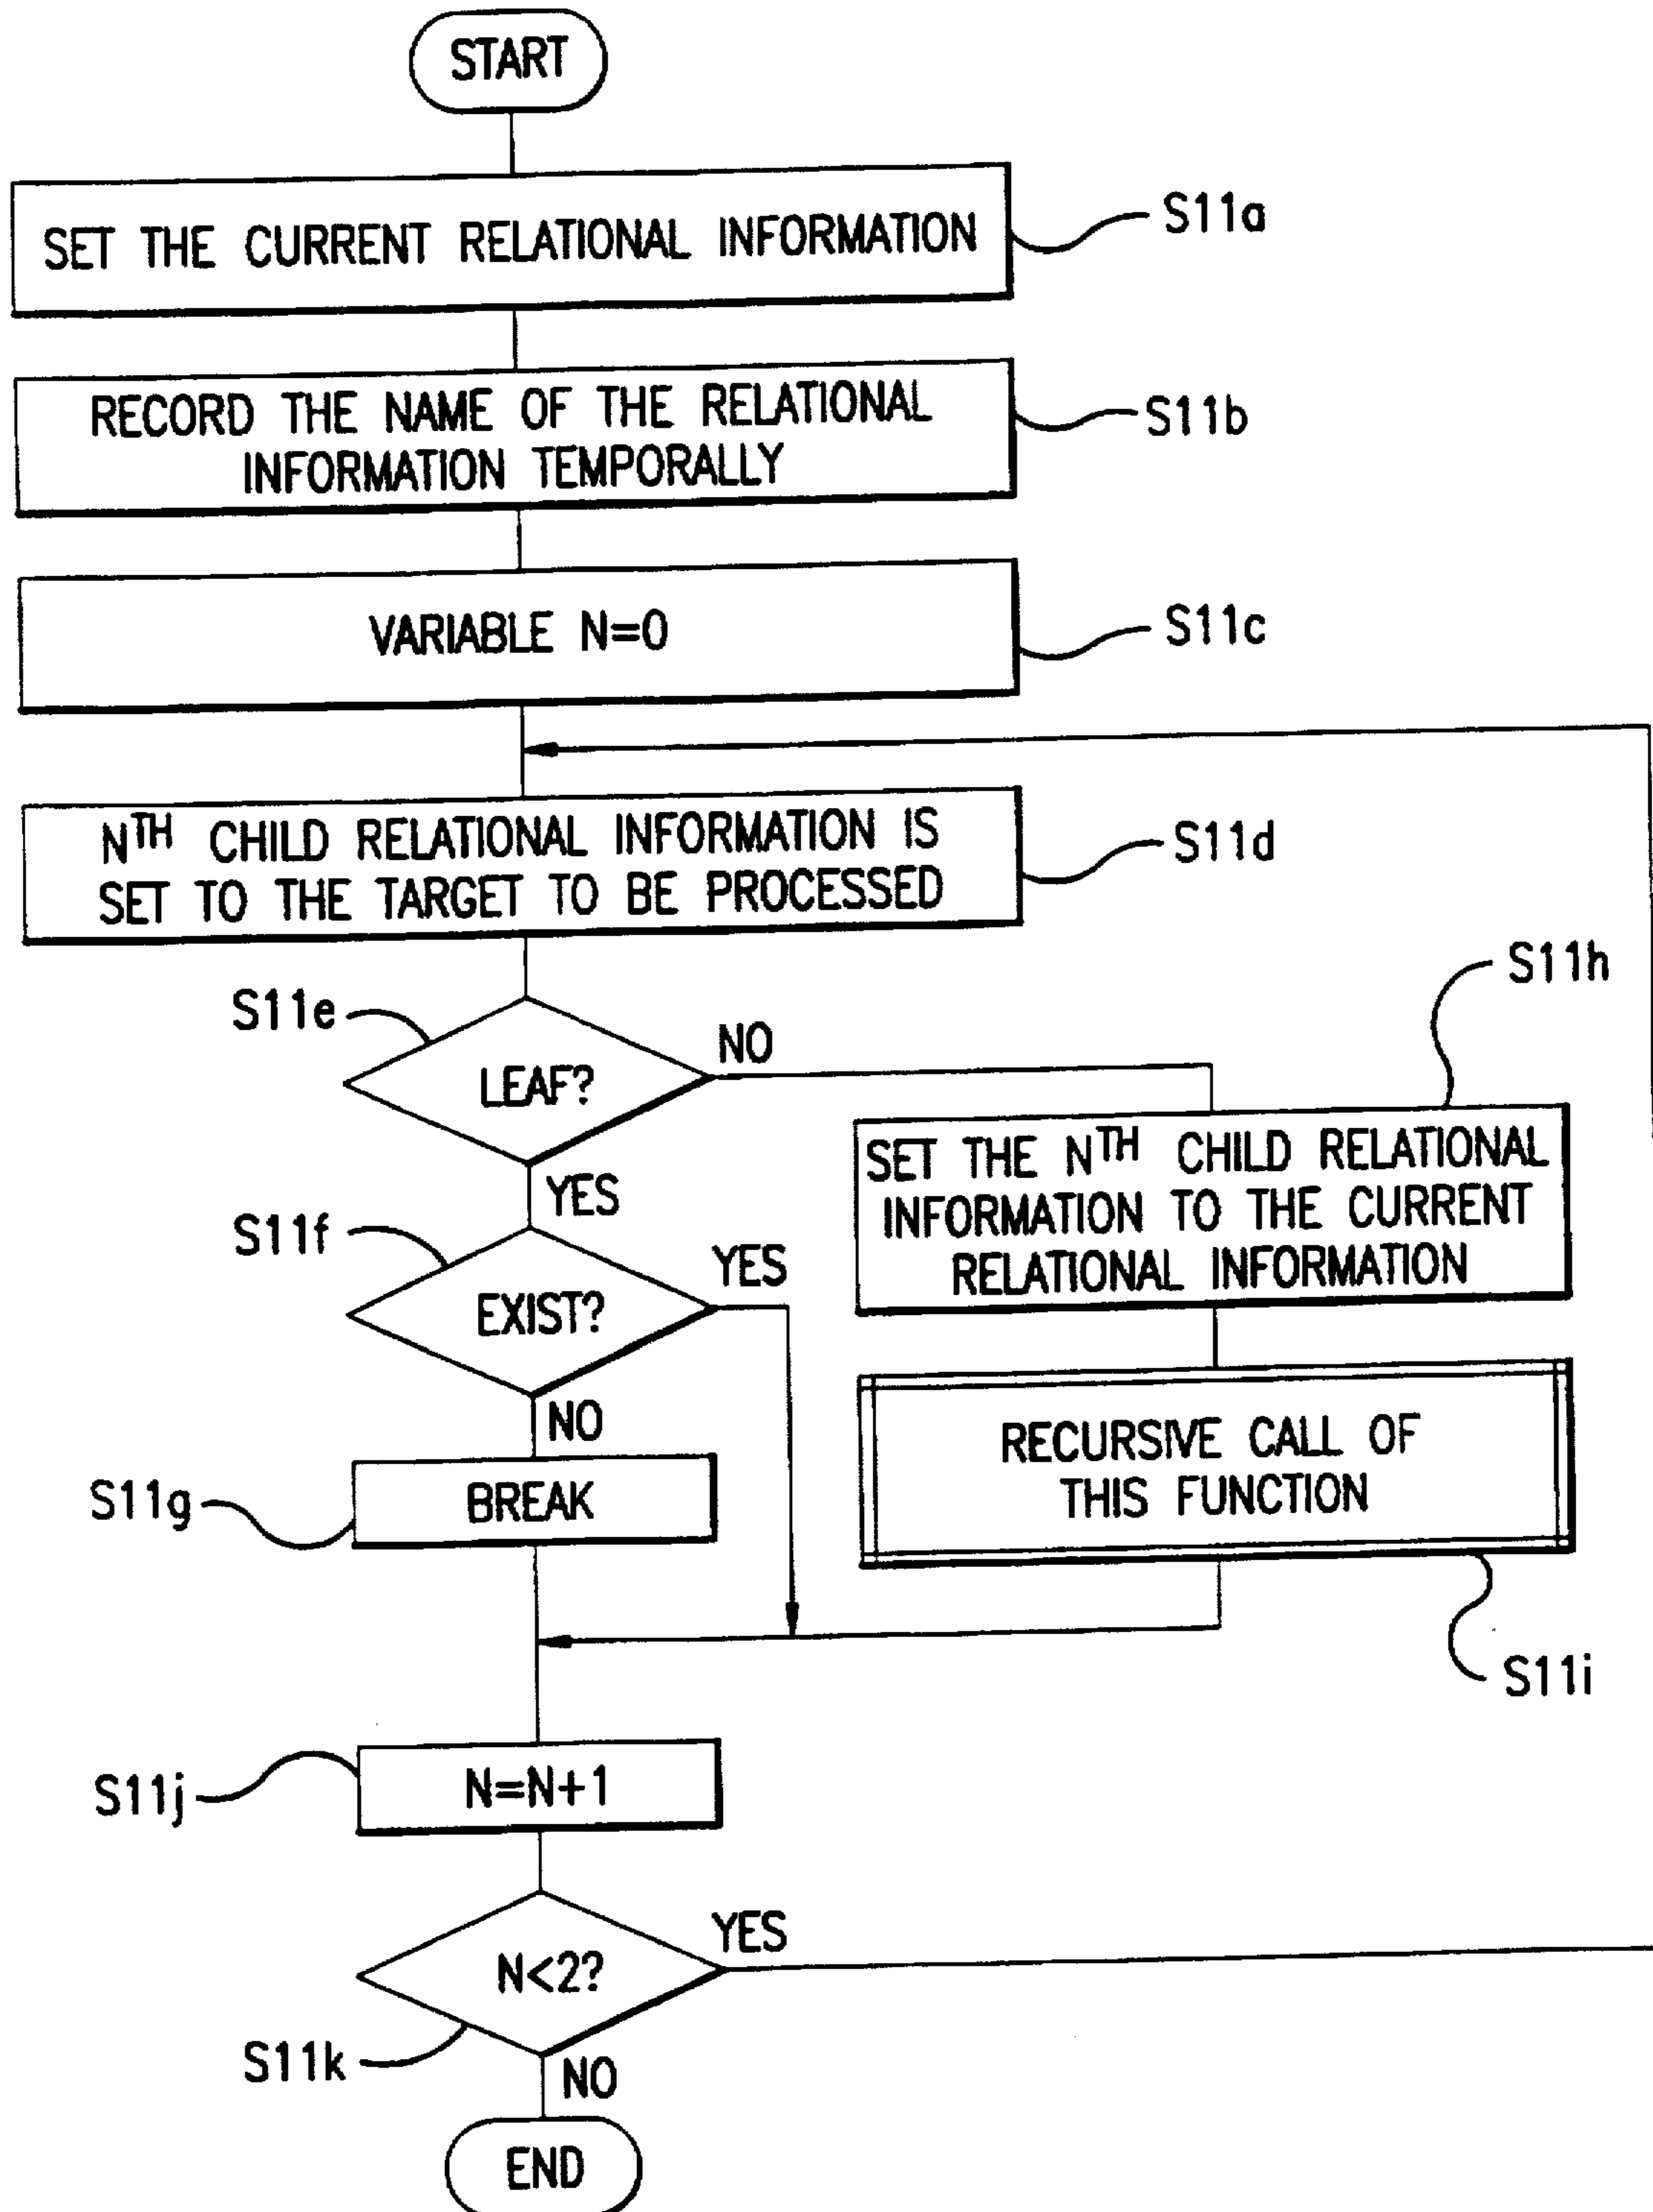 START
SET THE CURRENT RELATIONAL INFORMATION
S11a
RECORD THE NAME OF THE RELATIONAL
INFORMATION TEMPORALLY
S11b
VARIABLE N=0
S11c
NTH CHILD RELATIONAL INFORMATION IS
SET TO THE TARGET TO BE PROCESSED
S11d
S11e
LEAF?
NO
YES
S11h
SET THE NTH CHILD RELATIONAL
INFORMATION TO THE CURRENT
RELATIONAL INFORMATION
S11f
EXIST?
YES
NO
RECURSIVE CALL OF
THIS FUNCTION
S11i
S11g
BREAK
S11j
N=N+1
N<2?
YES
S11k
NO
END